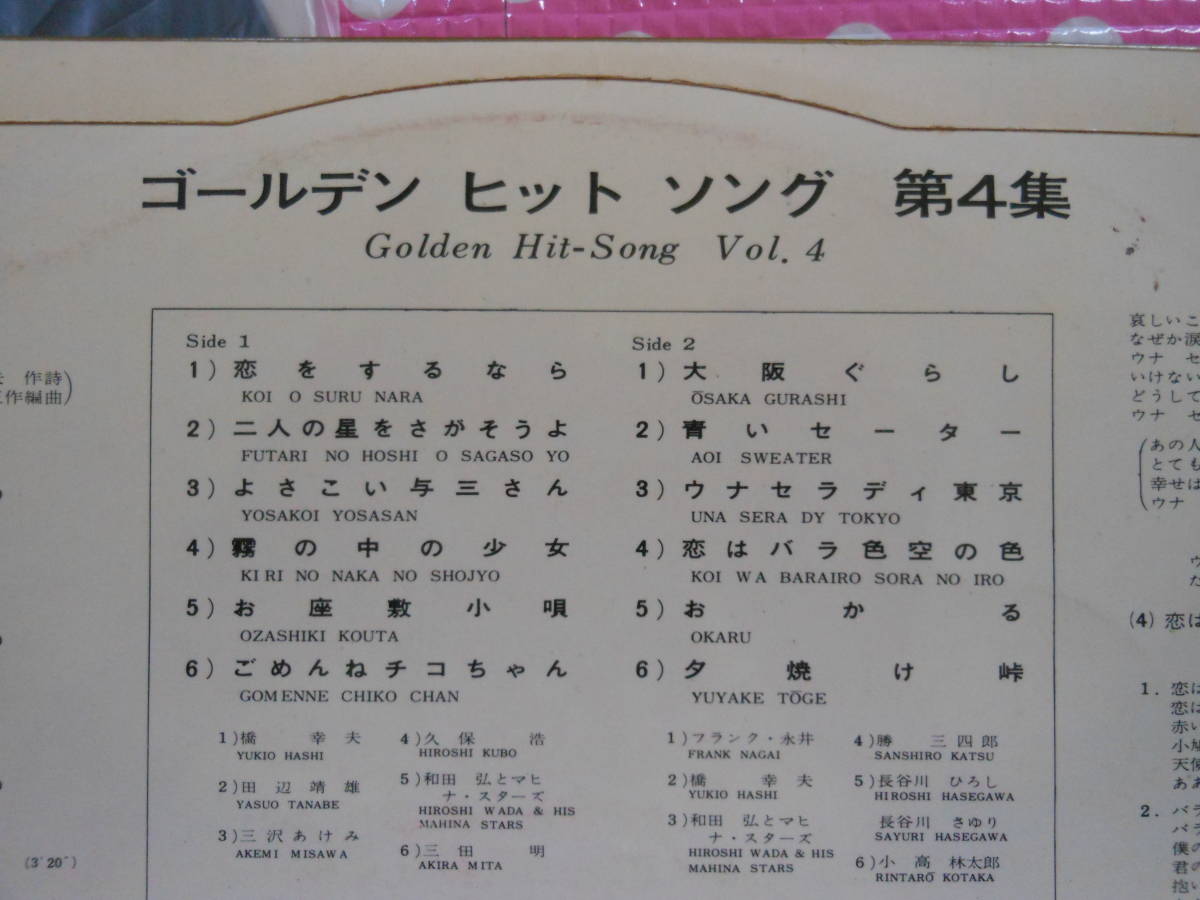 ゴールデン ヒット ソング 第4集
Golden Hit-Song Vol. 4
Side 1
1) 恋をするなら
KOI O SURU NARA
2) 二人の星をさがそうよ
FUTARI NO HOSHI O SAGASO YO
3) よさこい与三さん
YOSAKOI YOSASAN
4) 霧の中の少女
KIRI NO NAKA NO SHOJYO
5) お座敷小唄
OZASHIKI KOUTA
6) ごめんねチコちゃん
GOMENNE CHIKO CHAN
1) 橋 幸夫
YUKIO HASHI
2) 田辺靖雄
YASUO TANABE
3) 三沢あけみ
AKEMI MISAWA
4) 久保 浩
HIROSHI KUBO
5) 和田 弘とマヒ
ナ・スターズ
HIROSHI WADA & HIS
MAHINA STARS
6) 三田 明
AKIRA MITA
Side 2
1) 大阪ぐらし
ŌSAKA GURASHI
2) 青いセーター
AOI SWEATER
3) ウナセラディ東京
UNA SERA DY TOKYO
4) 恋はバラ色空の色
KOI WA BARAIRO SORA NO IRO
5) おかる
OKARU
6) 夕焼け峠
YUYAKE TŌGE
1) フランク・永井
FRANK NAGAI
2) 橋 幸夫
YUKIO HASHI
3) 和田 弘とマヒ
ナ・スターズ
HIROSHI WADA & HIS
MAHINA STARS
4) 勝 三四郎
SANSHIRO KATSU
5) 長谷川 ひろし
HIROSHI HASEGAWA
長谷川 さゆり
SAYURI HASEGAWA
6) 小高 林太郎
RINTARŌ KOTAKA
作詩
作編曲)
(3′20″)
哀しいこ
なぜか涙
ウナ セ
いけない
どうして
ウナ セ
(あの人
とても
幸せは
ウナ
(4) 恋は
1. 恋は
恋は
赤い
小鳩
天使
ああ
2. バラ
バラ
僕の
君の
抱い